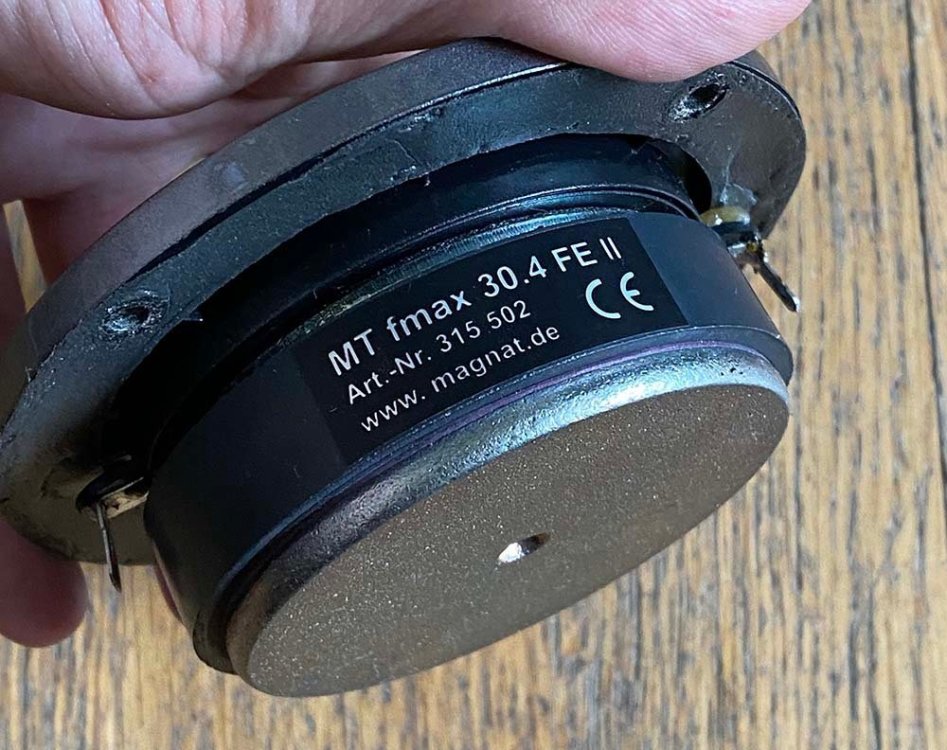 MT fmax 30.4 FE II
Art.-Nr. 315 502
www. magnat.de
CE